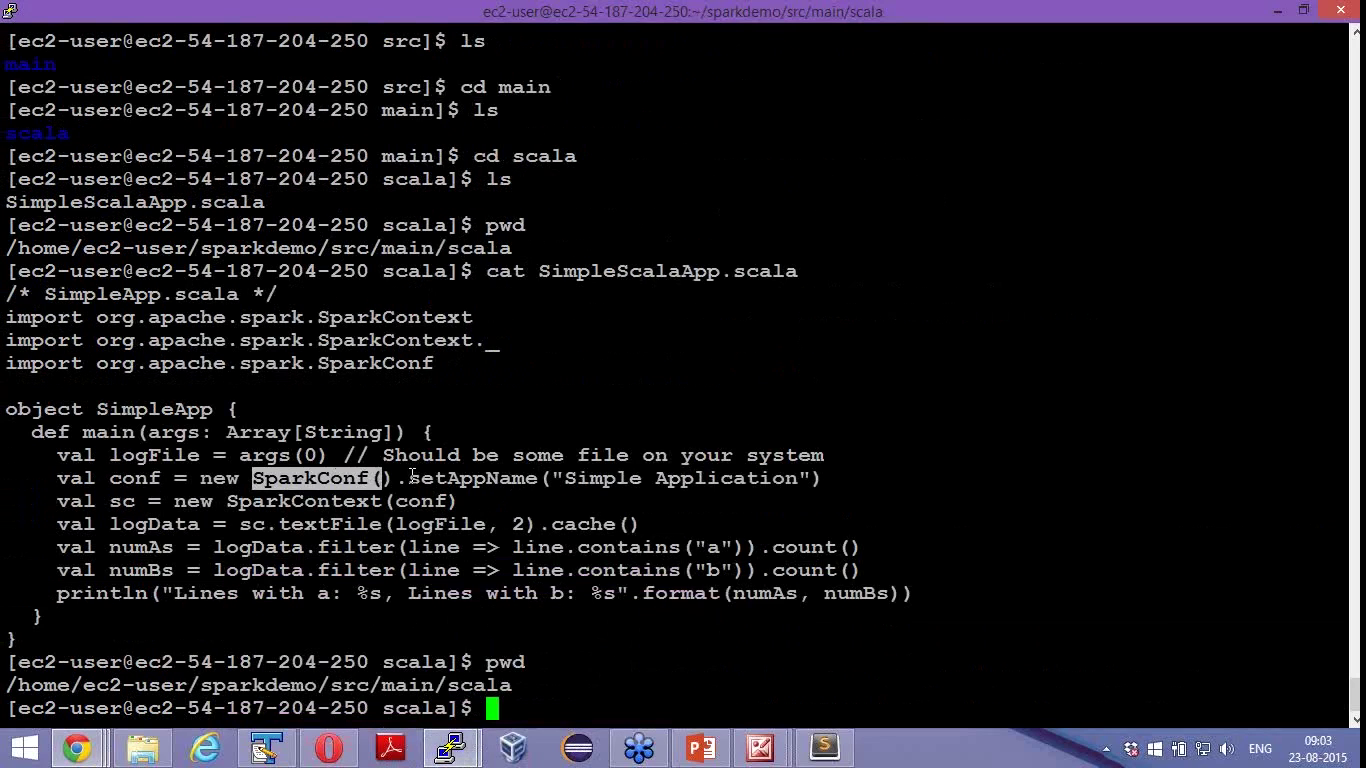 ec2-user@ec2-54-187-204-250:~/sparkdemo/src/main/scala
[ec2-user@ec2-54-187-204-250 src]$ ls
main
[ec2-user@ec2-54-187-204-250 src]$ cd main
[ec2-user@ec2-54-187-204-250 main]$ ls
scala
[ec2-user@ec2-54-187-204-250 main]$ cd scala
[ec2-user@ec2-54-187-204-250 scala]$ ls
SimpleScalaApp.scala
[ec2-user@ec2-54-187-204-250 scala]$ pwd
/home/ec2-user/sparkdemo/src/main/scala
[ec2-user@ec2-54-187-204-250 scala]$ cat SimpleScalaApp.scala
/* SimpleApp.scala */
import org.apache.spark.SparkContext
import org.apache.spark.SparkContext._
import org.apache.spark.SparkConf
object SimpleApp {
  def main(args: Array[String]) {
    val logFile = args(0) // Should be some file on your system
    val conf = new SparkConf().setAppName("Simple Application")
    val sc = new SparkContext(conf)
    val logData = sc.textFile(logFile, 2).cache()
    val numAs = logData.filter(line => line.contains("a")).count()
    val numBs = logData.filter(line => line.contains("b")).count()
    println("Lines with a: %s, Lines with b: %s".format(numAs, numBs))
  }
}
[ec2-user@ec2-54-187-204-250 scala]$ pwd
/home/ec2-user/sparkdemo/src/main/scala
[ec2-user@ec2-54-187-204-250 scala]$
ENG
09:03
23-08-2015